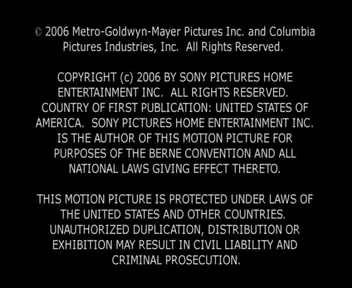 © 2006 Metro-Goldwyn-Mayer Pictures Inc. and Columbia
Pictures Industries, Inc. All Rights Reserved.
COPYRIGHT (c) 2006 BY SONY PICTURES HOME
ENTERTAINMENT INC. ALL RIGHTS RESERVED.
COUNTRY OF FIRST PUBLICATION: UNITED STATES OF
AMERICA. SONY PICTURES HOME ENTERTAINMENT INC.
IS THE AUTHOR OF THIS MOTION PICTURE FOR
PURPOSES OF THE BERNE CONVENTION AND ALL
NATIONAL LAWS GIVING EFFECT THERETO.
THIS MOTION PICTURE IS PROTECTED UNDER LAWS OF
THE UNITED STATES AND OTHER COUNTRIES.
UNAUTHORIZED DUPLICATION, DISTRIBUTION OR
EXHIBITION MAY RESULT IN CIVIL LIABILITY AND
CRIMINAL PROSECUTION.